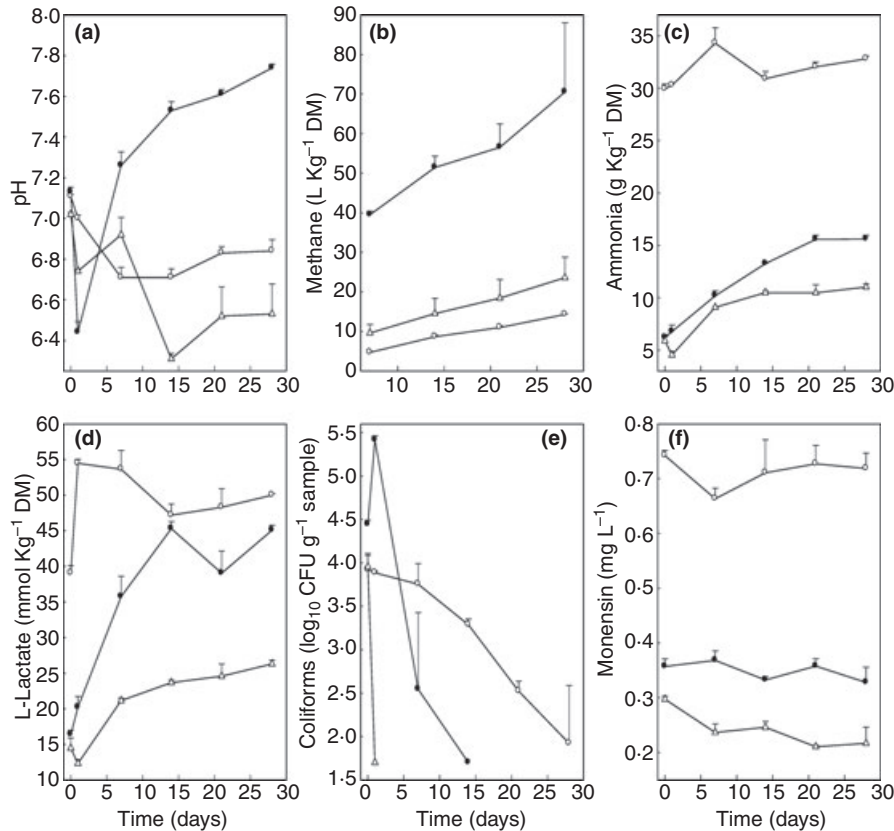 (a)
8·0
7·8
7·6
7·4
7·2
7·0
6·8
6·6
6·4
pH
0 5 10 15 20 25 30
(b)
90
80
70
60
50
40
30
20
10
0
Methane (L Kg⁻¹ DM)
10 15 20 25 30
(c)
35
30
25
20
15
10
5
Ammonia (g Kg⁻¹ DM)
0 5 10 15 20 25 30
(d)
60
55
50
45
40
35
30
25
20
15
10
L-Lactate (mmol Kg⁻¹ DM)
0 5 10 15 20 25 30
Time (days)
(e)
5·5
5·0
4·5
4·0
3·5
3·0
2·5
2·0
1·5
Coliforms (log₁₀ CFU g⁻¹ sample)
0 5 10 15 20 25 30
Time (days)
(f)
0·8
0·7
0·6
0·5
0·4
0·3
0·2
Monensin (mg L⁻¹)
0 5 10 15 20 25 30
Time (days)